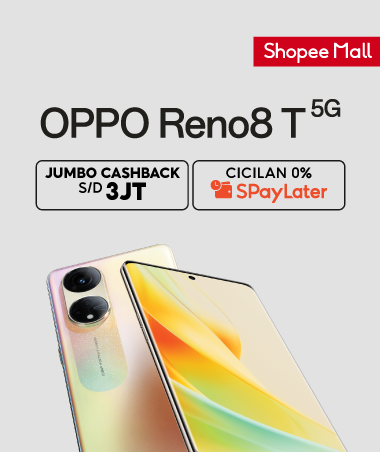 Shopee Mall
OPPO Reno8 T 5G
JUMBO CASHBACK
S/D 3JT
CICILAN 0%
SPayLater